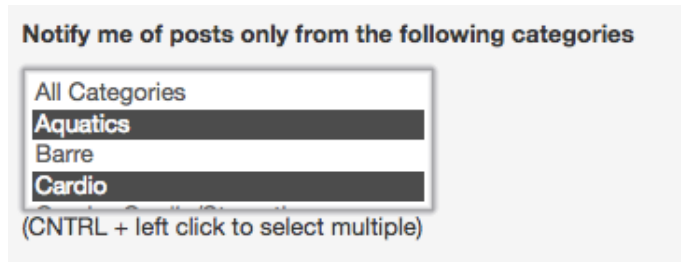 Notify me of posts only from the following categories
All Categories
Aquatics
Barre
Cardio
(CNTRL + left click to select multiple)